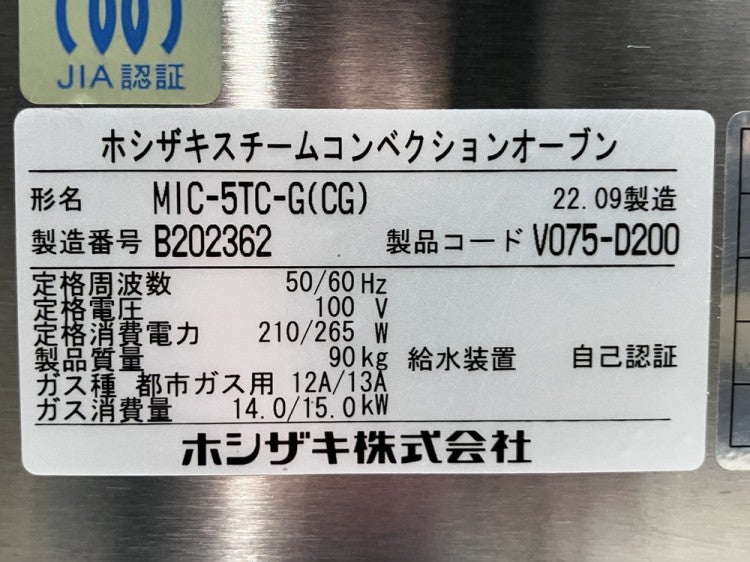 JIA 認証
ホシザキスチームコンベクションオーブン
形名 MIC-5TC-G(CG) 22.09製造
製造番号 B202362 製品コード V075-D200
定格周波数 50/60 Hz
定格電圧 100 V
定格消費電力 210/265 W
製品質量 90kg 給水装置 自己認証
ガス種 都市ガス用 12A/13A
ガス消費量 14.0/15.0kW
ホシザキ株式会社